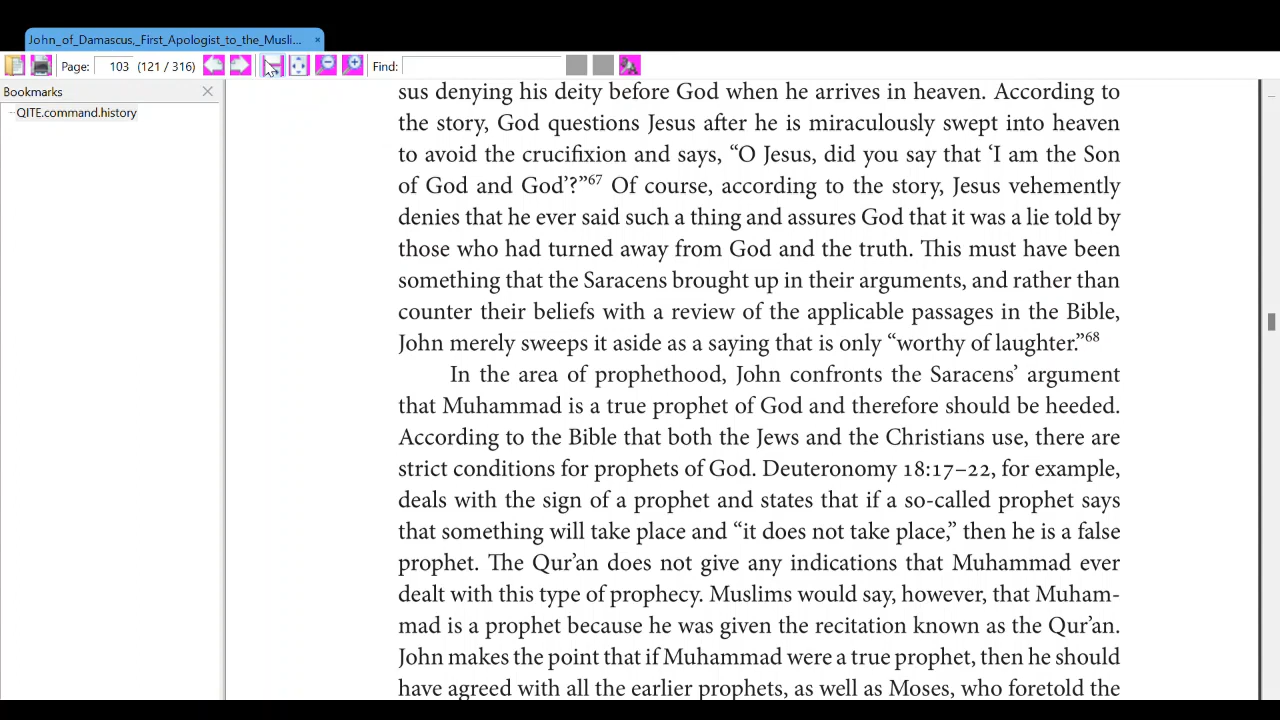 John_of_Damascus,_First_Apologist_to_the_Musli...
Page: 103 (121 / 316) Find:
Bookmarks
QITE.command.history
sus denying his deity before God when he arrives in heaven. According to
the story, God questions Jesus after he is miraculously swept into heaven
to avoid the crucifixion and says, “O Jesus, did you say that ‘I am the Son
of God and God’?”67 Of course, according to the story, Jesus vehemently
denies that he ever said such a thing and assures God that it was a lie told by
those who had turned away from God and the truth. This must have been
something that the Saracens brought up in their arguments, and rather than
counter their beliefs with a review of the applicable passages in the Bible,
John merely sweeps it aside as a saying that is only “worthy of laughter.”68
In the area of prophethood, John confronts the Saracens’ argument
that Muhammad is a true prophet of God and therefore should be heeded.
According to the Bible that both the Jews and the Christians use, there are
strict conditions for prophets of God. Deuteronomy 18:17–22, for example,
deals with the sign of a prophet and states that if a so-called prophet says
that something will take place and “it does not take place,” then he is a false
prophet. The Qur’an does not give any indications that Muhammad ever
dealt with this type of prophecy. Muslims would say, however, that Muham-
mad is a prophet because he was given the recitation known as the Qur’an.
John makes the point that if Muhammad were a true prophet, then he should
have agreed with all the earlier prophets, as well as Moses, who foretold the